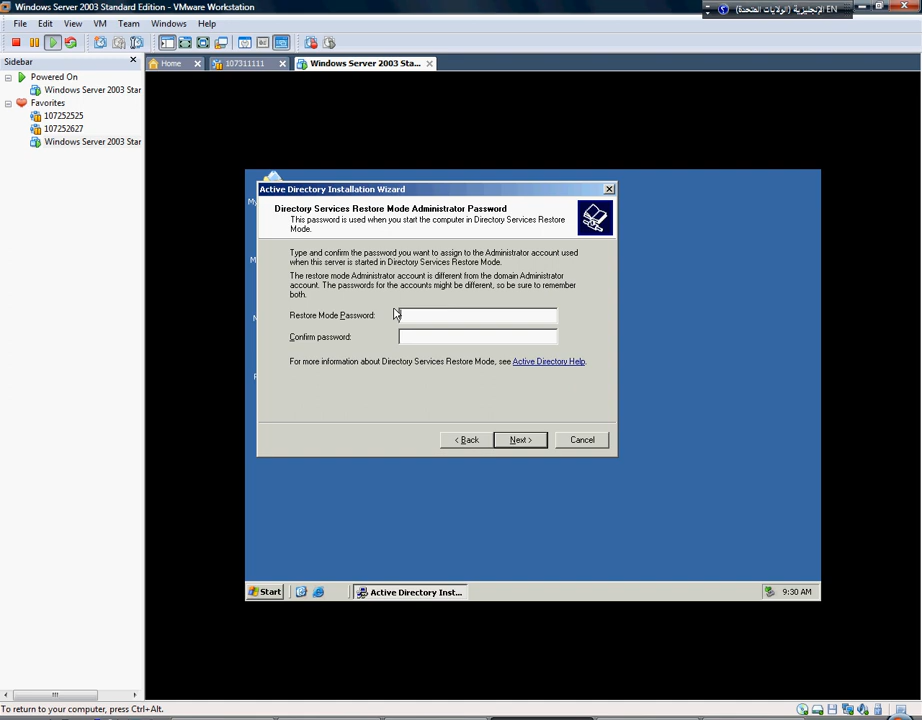 Windows Server 2003 Standard Edition - VMware Workstation
EN الإنجليزية (الولايات المتحدة)
File Edit View VM Team Windows Help
Sidebar
Home
107311111
Windows Server 2003 Sta...
Powered On
Windows Server 2003 Star
Favorites
107252525
107252627
Windows Server 2003 Star
Active Directory Installation Wizard
Directory Services Restore Mode Administrator Password
This password is used when you start the computer in Directory Services Restore
Mode.
Type and confirm the password you want to assign to the Administrator account used
when this server is started in Directory Services Restore Mode.
The restore mode Administrator account is different from the domain Administrator
account. The passwords for the accounts might be different, so be sure to remember
both.
Restore Mode Password:
Confirm password:
For more information about Directory Services Restore Mode, see Active Directory Help.
< Back
Next >
Cancel
Start
Active Directory Inst...
9:30 AM
To return to your computer, press Ctrl+Alt.